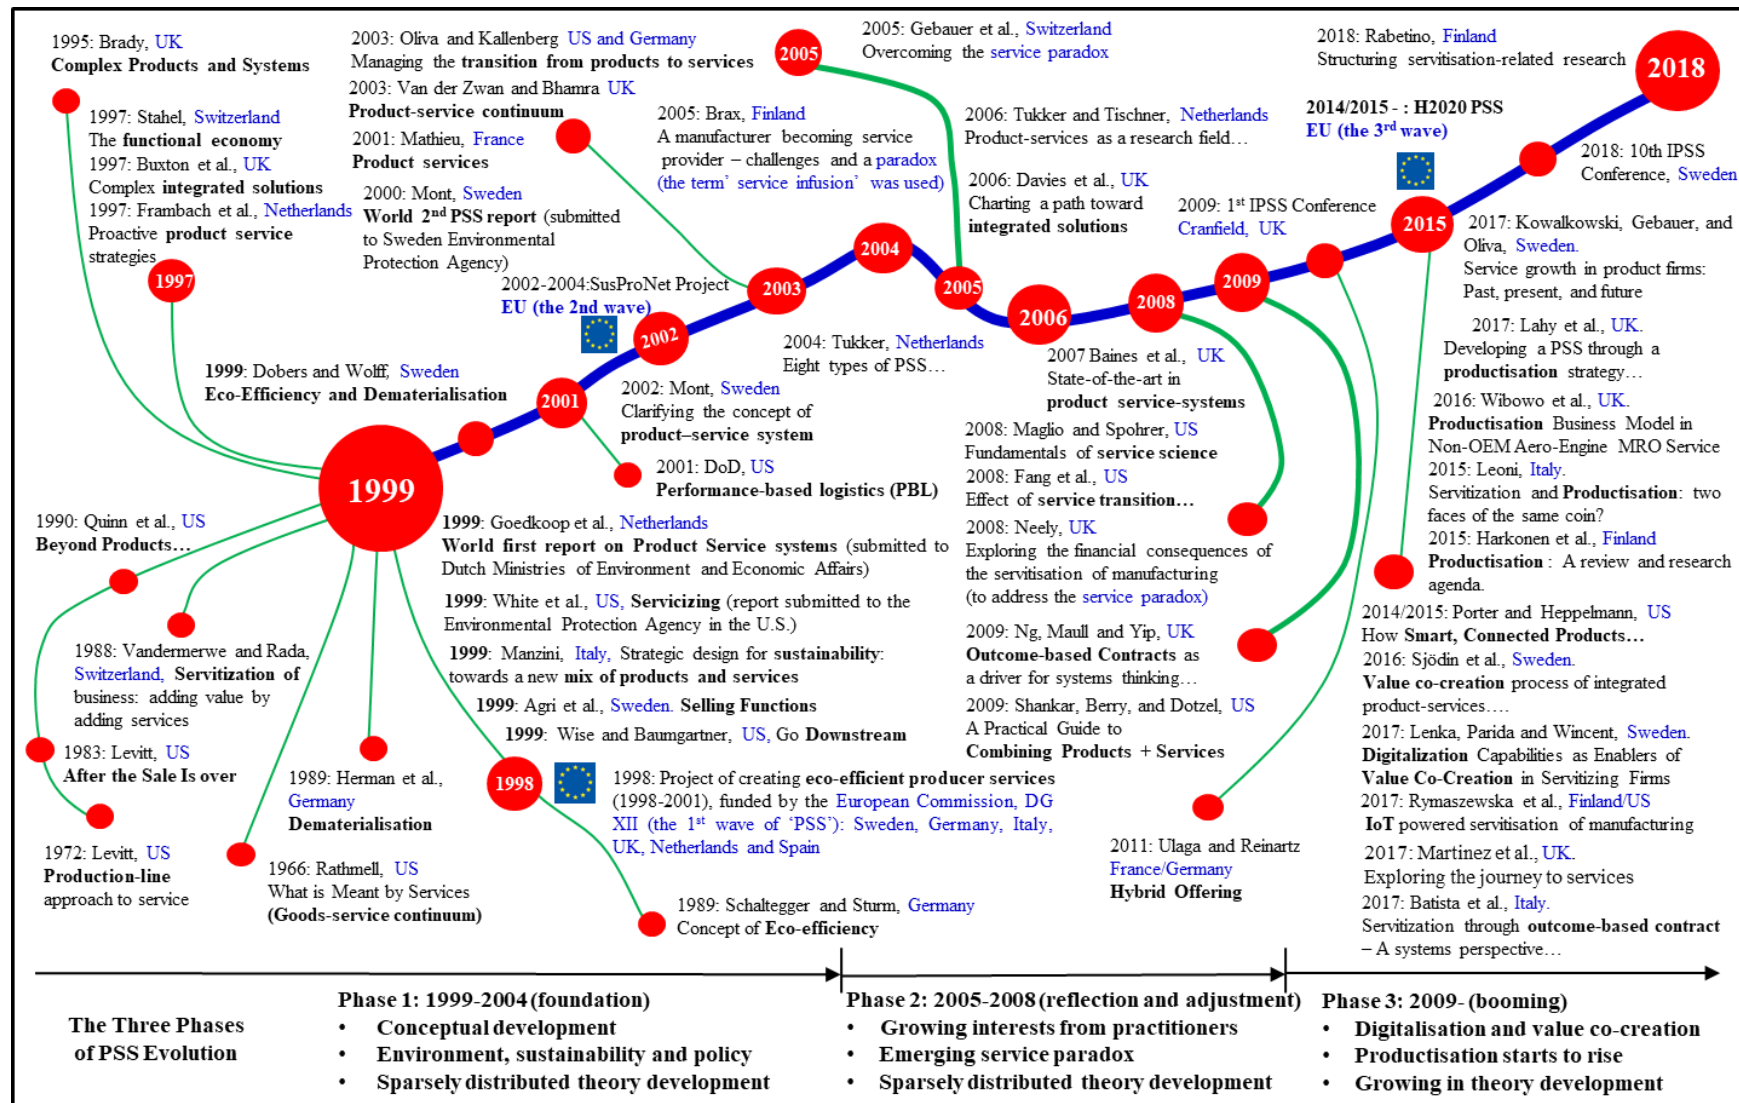 1995: Brady, UK
Complex Products and Systems
1997: Stahel, Switzerland
The functional economy
1997: Buxton et al., UK
Complex integrated solutions
1997: Frambach et al., Netherlands
Proactive product service
strategies
1997
2003: Oliva and Kallenberg US and Germany
Managing the transition from products to services
2003: Van der Zwan and Bhamra UK
Product-service continuum
2001: Mathieu, France
Product services
2000: Mont, Sweden
World 2nd PSS report (submitted
to Sweden Environmental
Protection Agency)
2002-2004:SusProNet Project
EU (the 2nd wave)
2005
2005: Gebauer et al., Switzerland
Overcoming the service paradox
2005: Brax, Finland
A manufacturer becoming service
provider – challenges and a paradox
(the term’ service infusion’ was used)
2006: Tukker and Tischner, Netherlands
Product-services as a research field…
2006: Davies et al., UK
Charting a path toward
integrated solutions
2009: 1st IPSS Conference
Cranfield, UK
2018: Rabetino, Finland
Structuring servitisation-related research
2014/2015 - : H2020 PSS
EU (the 3rd wave)
2018
2018: 10th IPSS
Conference, Sweden
2015
2004
2003
2002
2001
2005
2006
2008
2009
1999
1999: Dobers and Wolff, Sweden
Eco-Efficiency and Dematerialisation
2004: Tukker, Netherlands
Eight types of PSS…
2002: Mont, Sweden
Clarifying the concept of
product–service system
2001: DoD, US
Performance-based logistics (PBL)
2007 Baines et al., UK
State-of-the-art in
product service-systems
2008: Maglio and Spohrer, US
Fundamentals of service science
2008: Fang et al., US
Effect of service transition…
2008: Neely, UK
Exploring the financial consequences of
the servitisation of manufacturing
(to address the service paradox)
2009: Ng, Maull and Yip, UK
Outcome-based Contracts as
a driver for systems thinking…
2009: Shankar, Berry, and Dotzel, US
A Practical Guide to
Combining Products + Services
2011: Ulaga and Reinartz
France/Germany
Hybrid Offering
2017: Kowalkowski, Gebauer, and
Oliva, Sweden.
Service growth in product firms:
Past, present, and future
2017: Lahy et al., UK.
Developing a PSS through a
productisation strategy…
2016: Wibowo et al., UK.
Productisation Business Model in
Non-OEM Aero-Engine MRO Service
2015: Leoni, Italy.
Servitization and Productisation: two
faces of the same coin?
2015: Harkonen et al., Finland
Productisation : A review and research
agenda.
2014/2015: Porter and Heppelmann, US
How Smart, Connected Products…
2016: Sjödin et al., Sweden.
Value co-creation process of integrated
product-services….
2017: Lenka, Parida and Wincent, Sweden.
Digitalization Capabilities as Enablers of
Value Co-Creation in Servitizing Firms
2017: Rymaszewska et al., Finland/US
IoT powered servitisation of manufacturing
2017: Martinez et al., UK.
Exploring the journey to services
2017: Batista et al., Italy.
Servitization through outcome-based contract
– A systems perspective…
1990: Quinn et al., US
Beyond Products…
1988: Vandermerwe and Rada,
Switzerland, Servitization of
business: adding value by
adding services
1983: Levitt, US
After the Sale Is over
1972: Levitt, US
Production-line
approach to service
1989: Herman et al.,
Germany
Dematerialisation
1966: Rathmell, US
What is Meant by Services
(Goods-service continuum)
1999: Goedkoop et al., Netherlands
World first report on Product Service systems (submitted to
Dutch Ministries of Environment and Economic Affairs)
1999: White et al., US, Servicizing (report submitted to the
Environmental Protection Agency in the U.S.)
1999: Manzini, Italy, Strategic design for sustainability:
towards a new mix of products and services
1999: Agri et al., Sweden. Selling Functions
1999: Wise and Baumgartner, US, Go Downstream
1998
1998: Project of creating eco-efficient producer services
(1998-2001), funded by the European Commission, DG
XII (the 1st wave of ‘PSS’): Sweden, Germany, Italy,
UK, Netherlands and Spain
1989: Schaltegger and Sturm, Germany
Concept of Eco-efficiency
The Three Phases
of PSS Evolution
Phase 1: 1999-2004 (foundation)
• Conceptual development
• Environment, sustainability and policy
• Sparsely distributed theory development
Phase 2: 2005-2008 (reflection and adjustment)
• Growing interests from practitioners
• Emerging service paradox
• Sparsely distributed theory development
Phase 3: 2009- (booming)
• Digitalisation and value co-creation
• Productisation starts to rise
• Growing in theory development